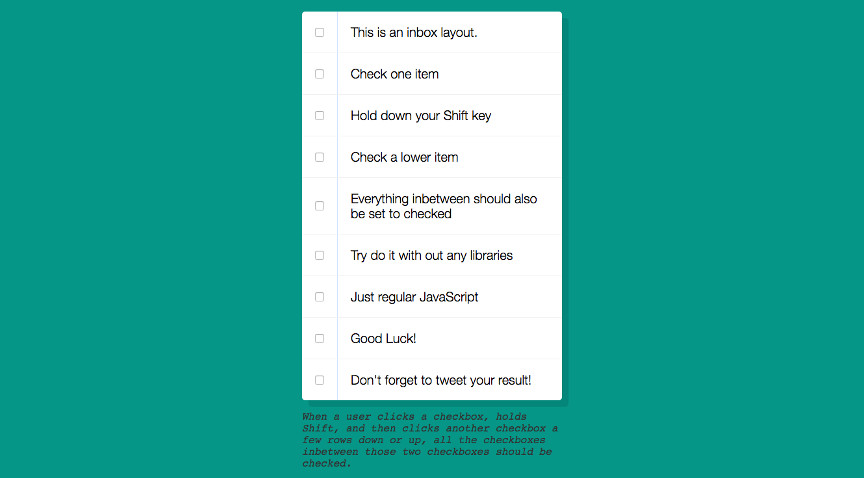 This is an inbox layout.
Check one item
Hold down your Shift key
Check a lower item
Everything inbetween should also
be set to checked
Try do it with out any libraries
Just regular JavaScript
Good Luck!
Don't forget to tweet your result!
When a user clicks a checkbox, holds
Shift, and then clicks another checkbox a
few rows down or up, all the checkboxes
inbetween those two checkboxes should be
checked.